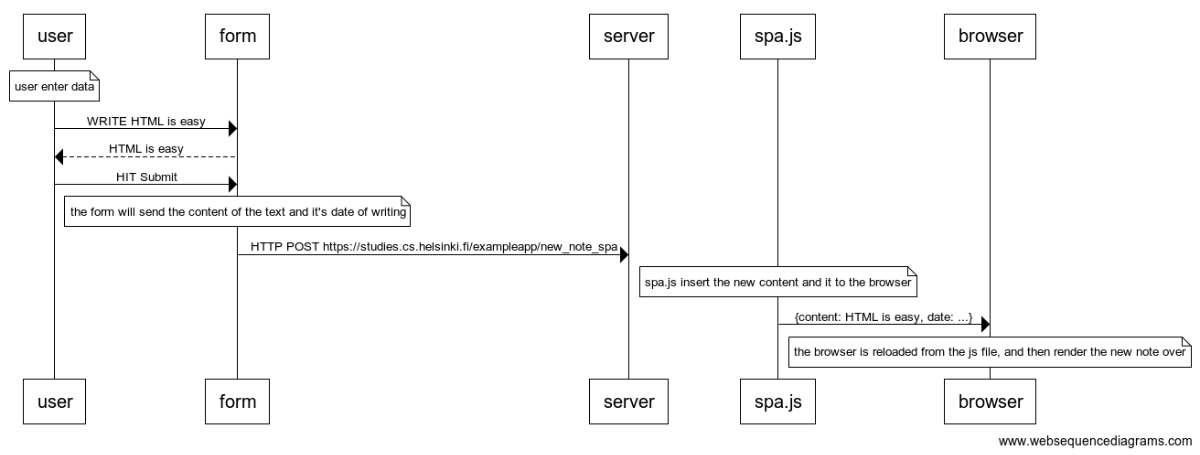 user form server spa.js browser
user enter data
WRITE HTML is easy
HTML is easy
HIT Submit
the form will send the content of the text and it's date of writing
HTTP POST https://studies.cs.helsinki.fi/exampleapp/new_note_spa
spa.js insert the new content and it to the browser
{content: HTML is easy, date: ...}
the browser is reloaded from the js file, and then render the new note over
user form server spa.js browser
www.websequencediagrams.com